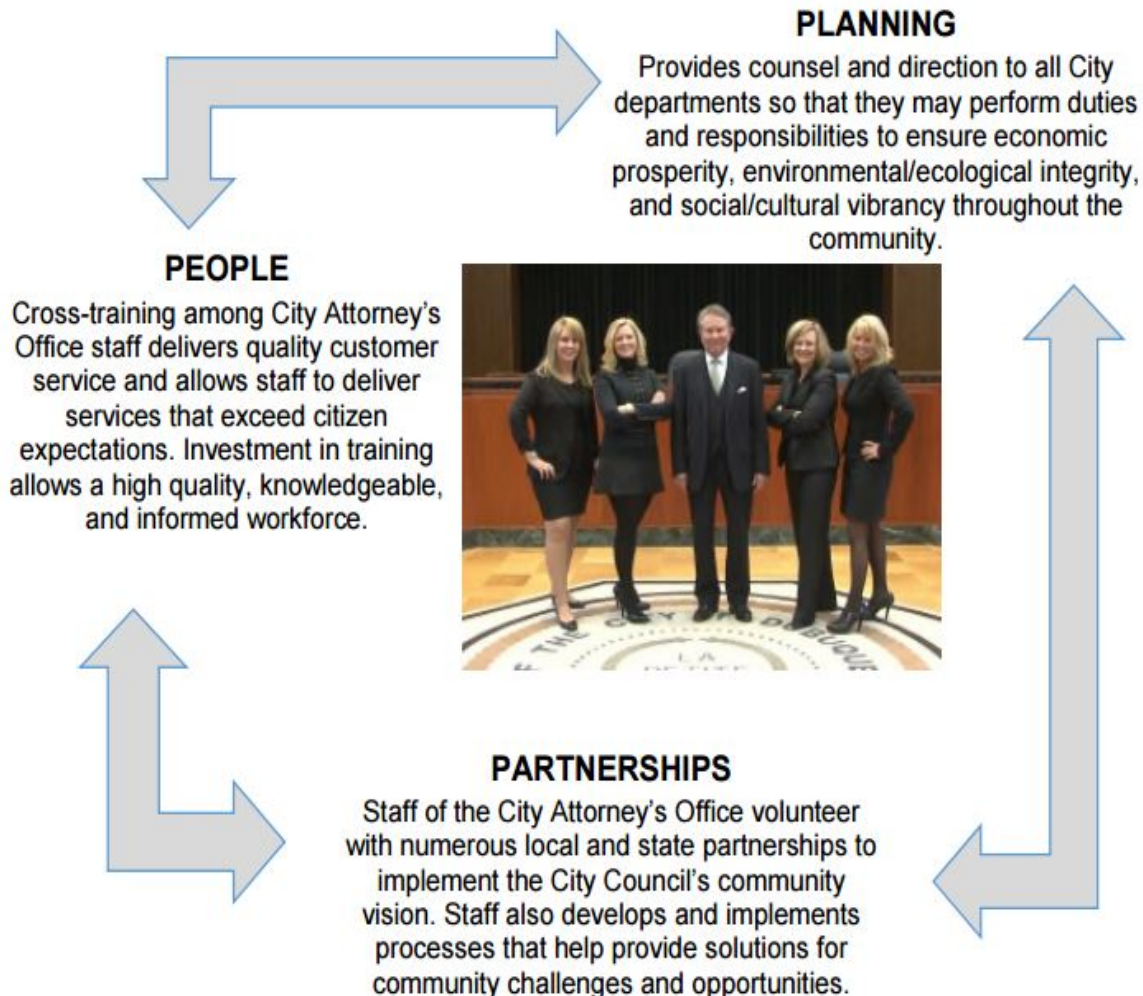 PLANNING
Provides counsel and direction to all City
departments so that they may perform duties
and responsibilities to ensure economic
prosperity, environmental/ecological integrity,
and social/cultural vibrancy throughout the
community.
PEOPLE
Cross-training among City Attorney's
Office staff delivers quality customer
service and allows staff to deliver
services that exceed citizen
expectations. Investment in training
allows a high quality, knowledgeable,
and informed workforce.
THE CITY OF DUBUQUE
LA
PARTNERSHIPS
Staff of the City Attorney's Office volunteer
with numerous local and state partnerships to
implement the City Council's community
vision. Staff also develops and implements
processes that help provide solutions for
community challenges and opportunities.